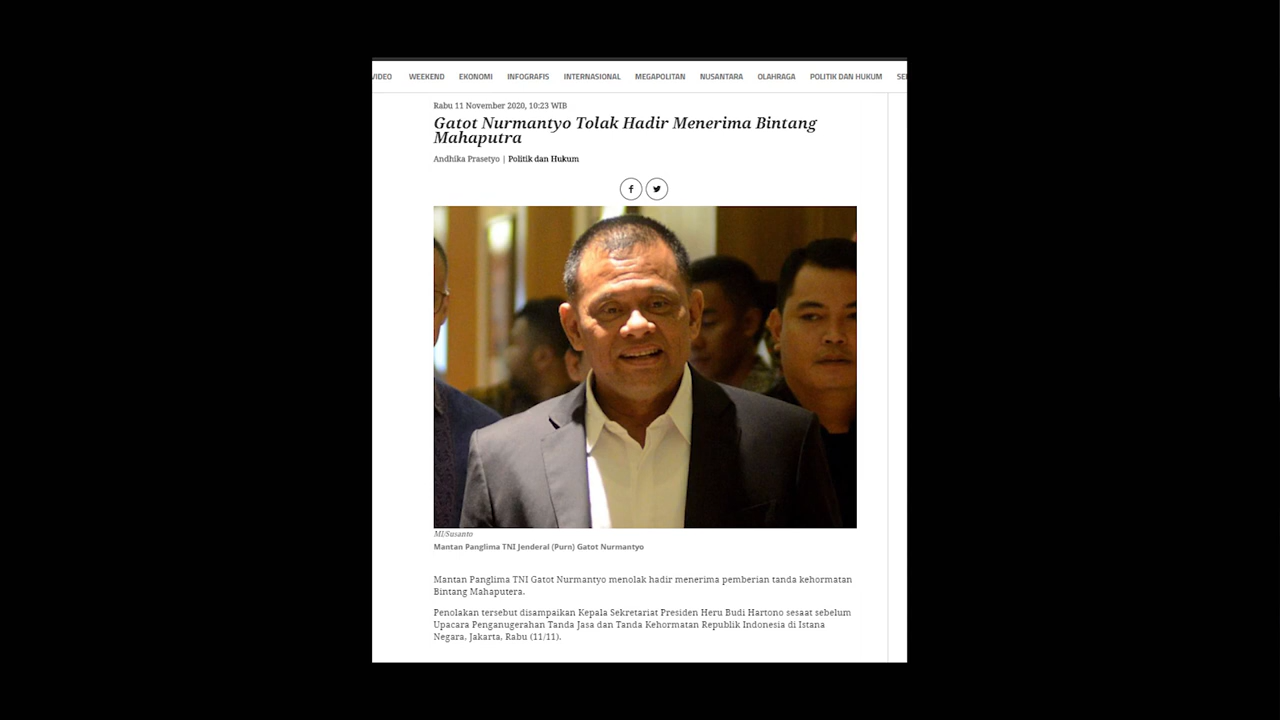 VIDEO WEEKEND EKONOMI INFOGRAFIS INTERNASIONAL MEGAPOLITAN NUSANTARA OLAHRAGA POLITIK DAN HUKUM
Rabu 11 November 2020, 10:23 WIB
Gatot Nurmantyo Tolak Hadir Menerima Bintang
Mahaputra
Andhika Prasetyo | Politik dan Hukum
MI/Susanto
Mantan Panglima TNI Jenderal (Purn) Gatot Nurmantyo
Mantan Panglima TNI Gatot Nurmantyo menolak hadir menerima pemberian tanda kehormatan
Bintang Mahaputera.
Penolakan tersebut disampaikan Kepala Sekretariat Presiden Heru Budi Hartono sesaat sebelum
Upacara Penganugerahan Tanda Jasa dan Tanda Kehormatan Republik Indonesia di Istana
Negara, Jakarta, Rabu (11/11).